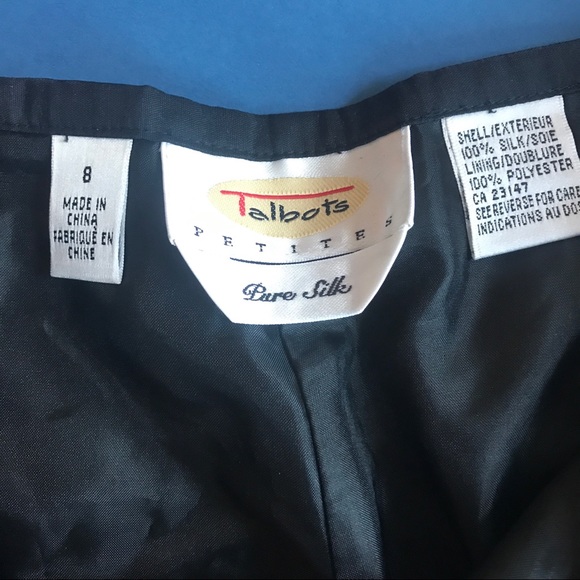 8
MADE IN
CHINA
FABRIQUÉ EN
CHINE
Talbots
PETITES
Pure Silk
SHELL/EXTERIEUR
100% SILK/SOIE
LINING/DOUBLURE
100% POLYESTER
CA 23147
SEE REVERSE FOR CARE
INDICATIONS AU DOS